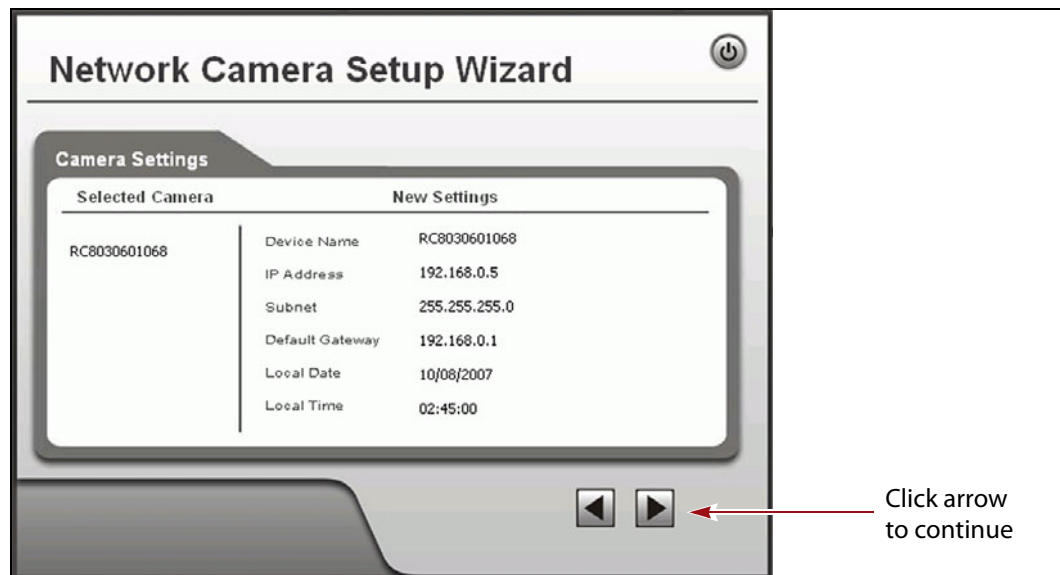 Network Camera Setup Wizard
Camera Settings
Selected Camera
New Settings
RC8030601068
Device Name RC8030601068
IP Address 192.168.0.5
Subnet 255.255.255.0
Default Gateway 192.168.0.1
Local Date 10/08/2007
Local Time 02:45:00
Click arrow
to continue